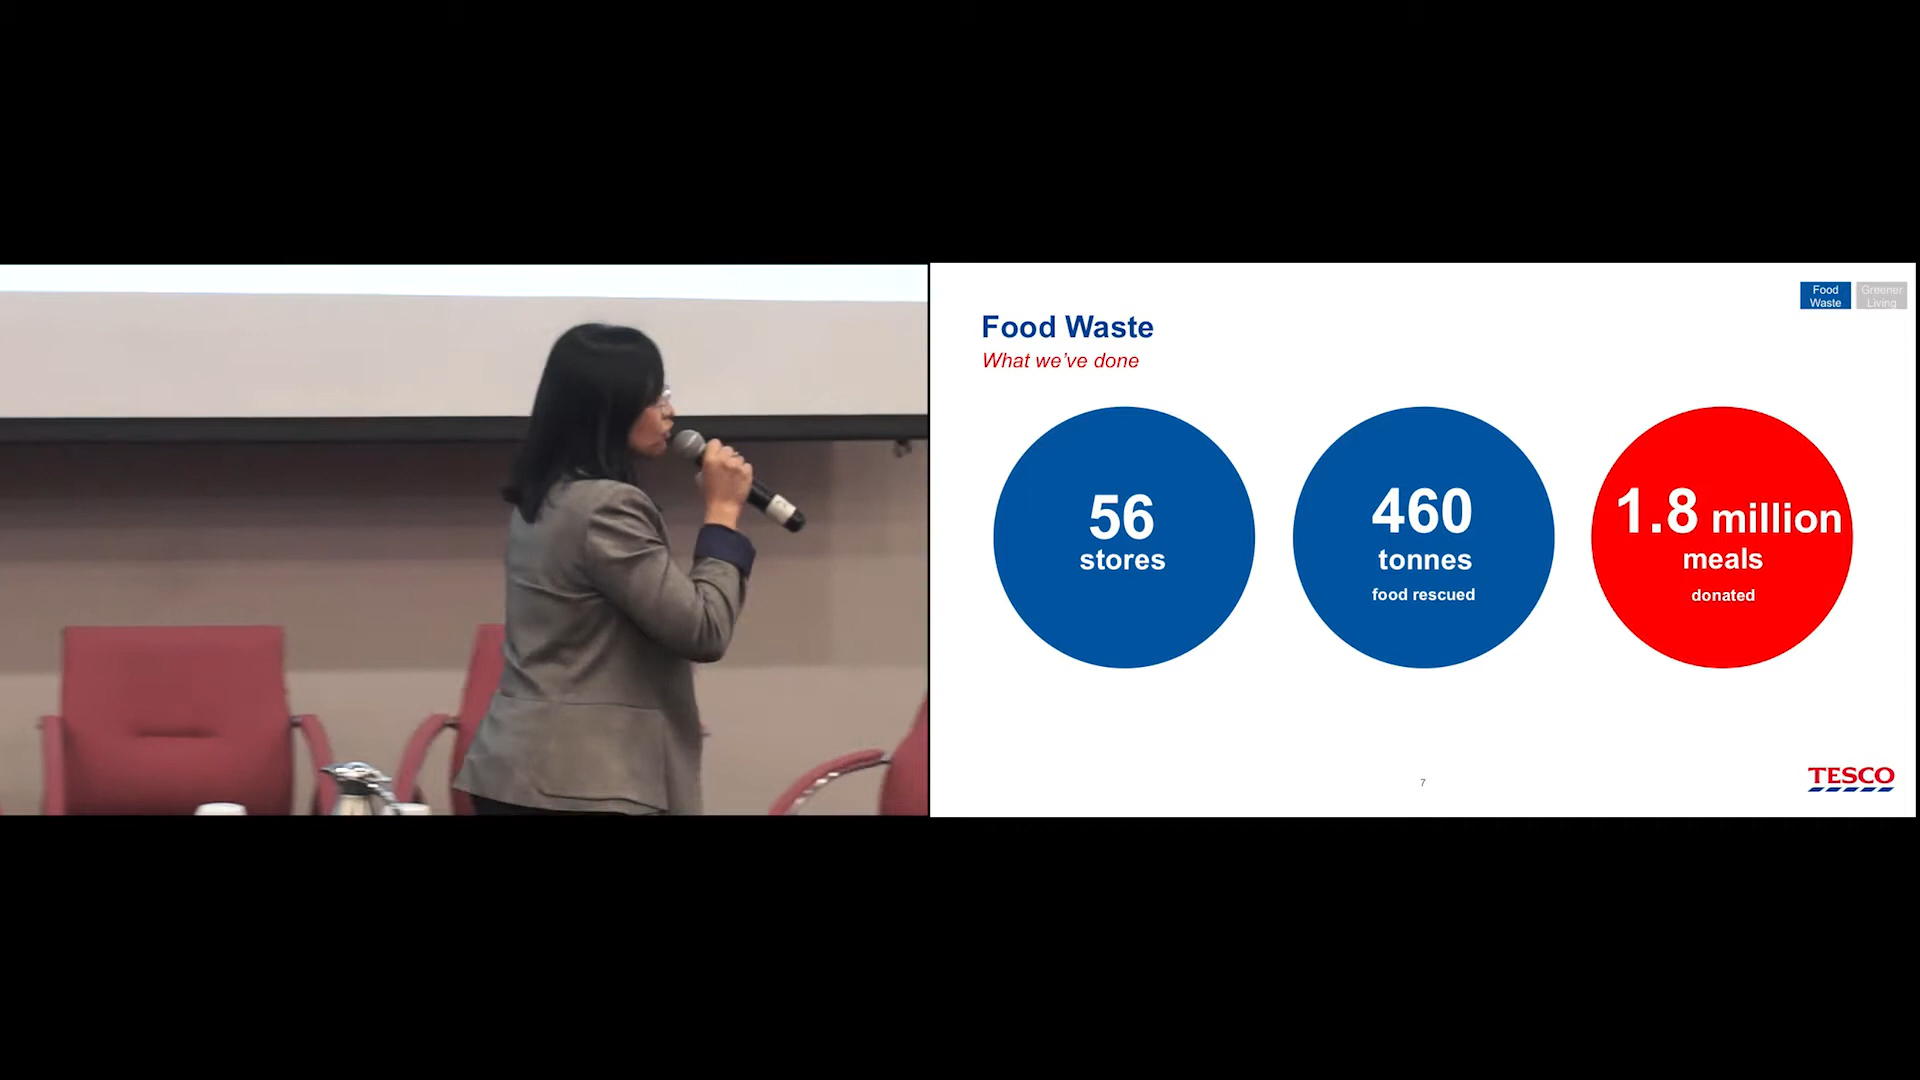 Food
Waste
Greener
Living
Food Waste
What we've done
56
stores
460
tonnes
food rescued
1.8 million
meals
donated
7
TESCO